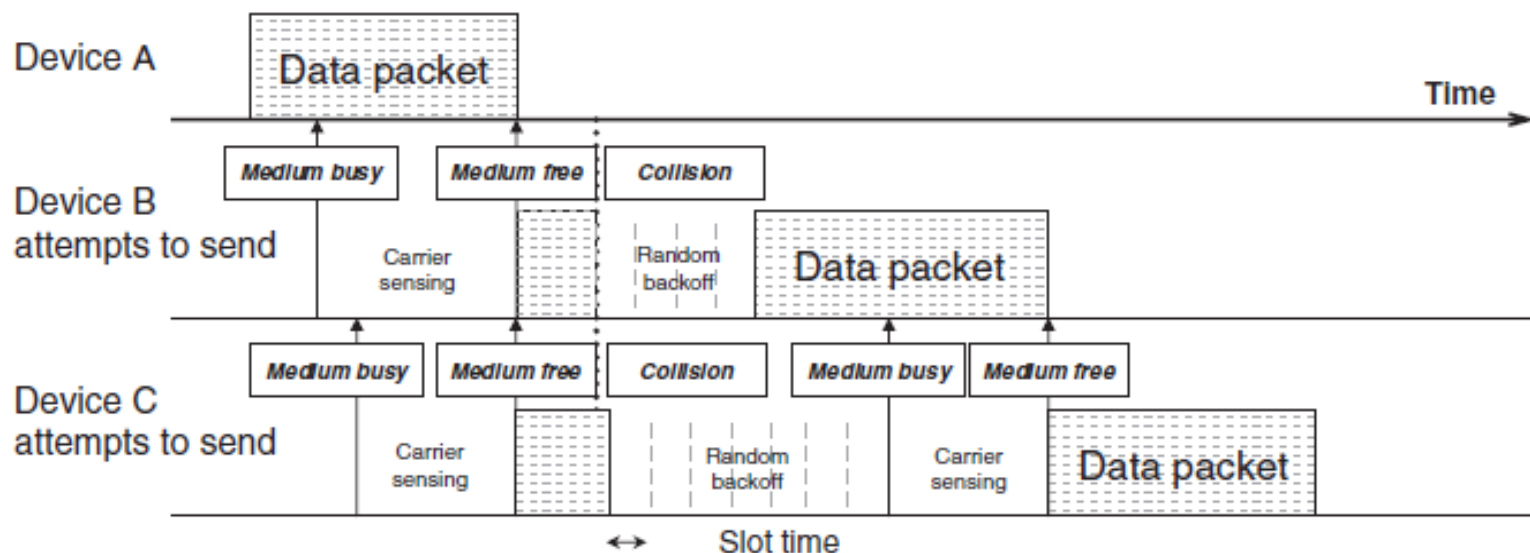 Device A
Data packet
Time
Medium busy
Medium free
Collision
Device B
attempts to send
Carrier
sensing
Random
backoff
Data packet
Medium busy
Medium free
Collision
Medium busy
Medium free
Device C
attempts to send
Carrier
sensing
Random
backoff
Carrier
sensing
Data packet
Slot time